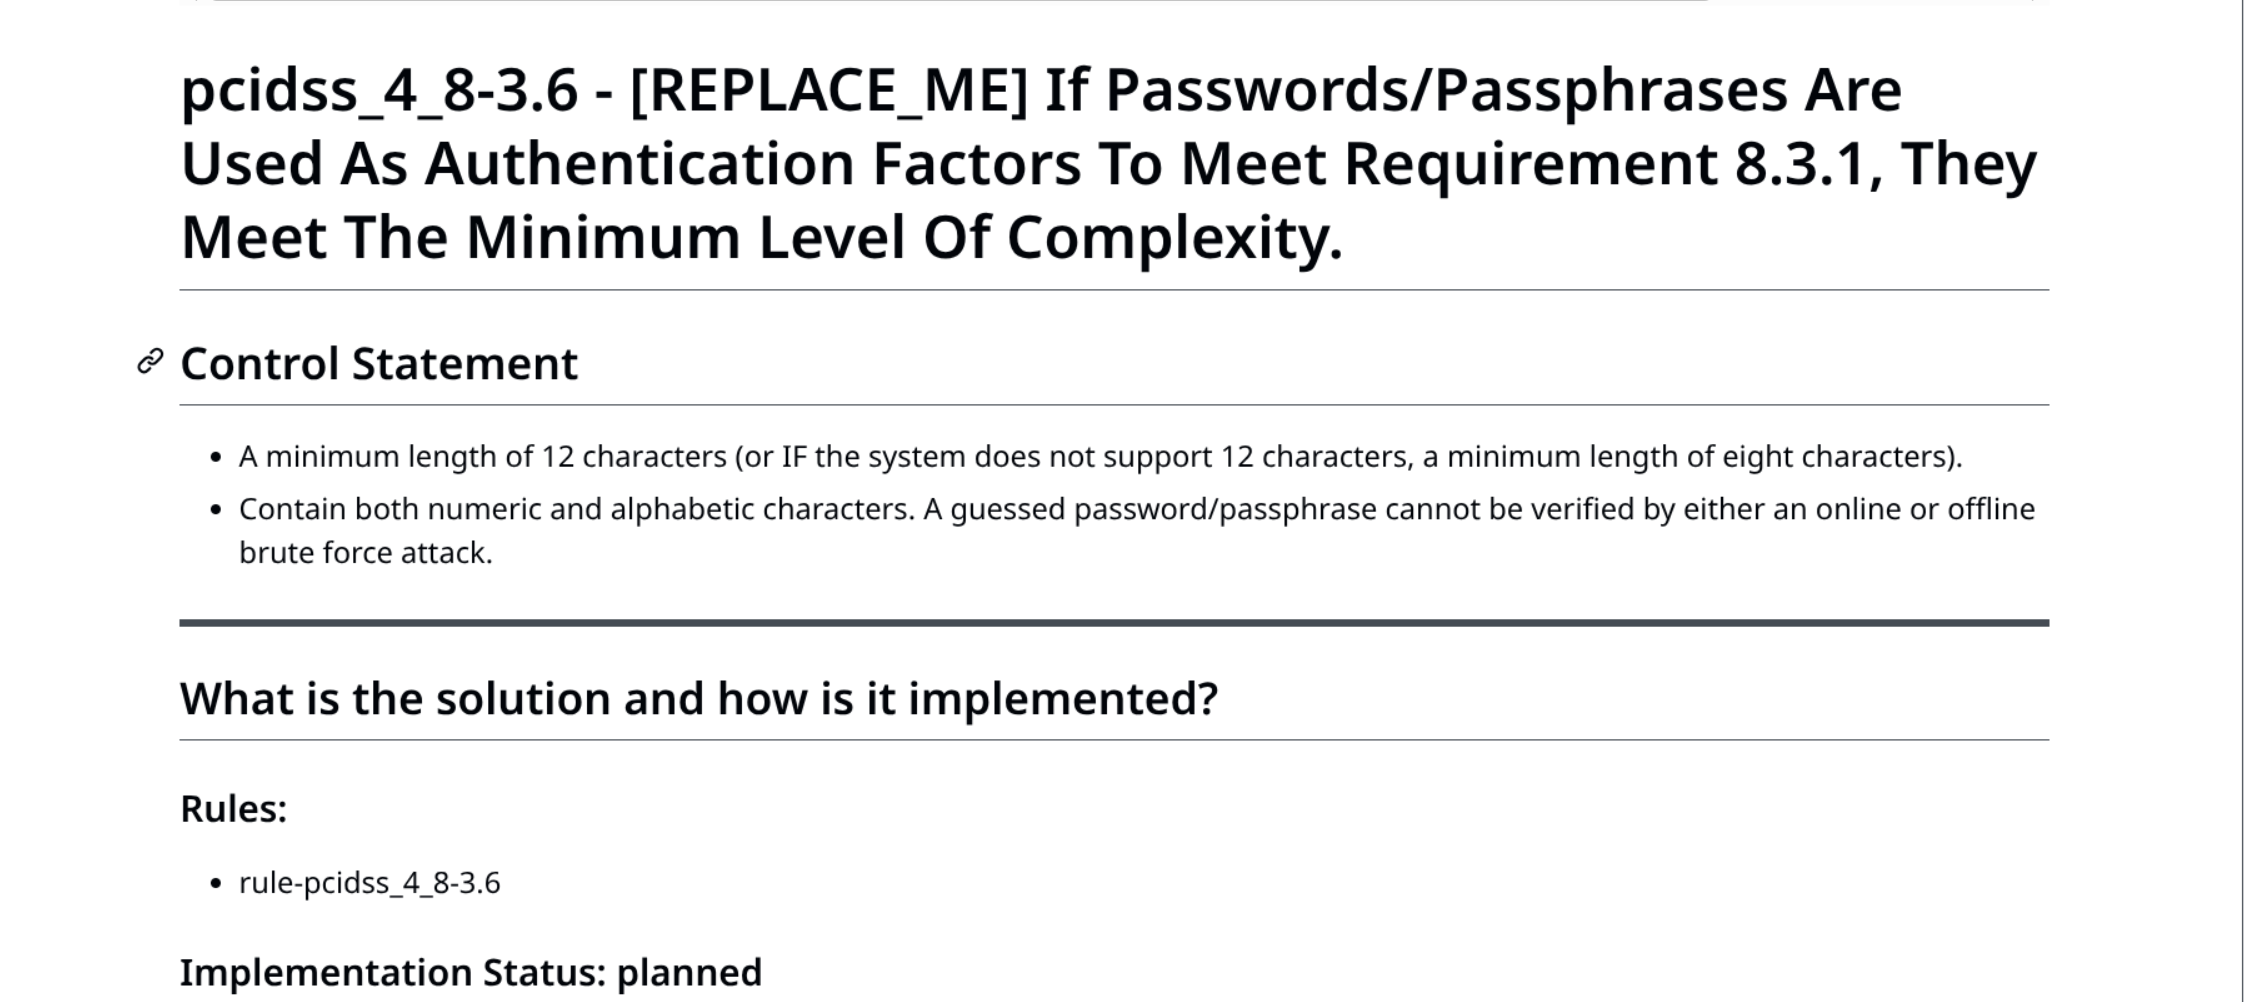 pcidss_4_8-3.6 - [REPLACE_ME] If Passwords/Passphrases Are
Used As Authentication Factors To Meet Requirement 8.3.1, They
Meet The Minimum Level Of Complexity.
Control Statement
• A minimum length of 12 characters (or IF the system does not support 12 characters, a minimum length of eight characters).
• Contain both numeric and alphabetic characters. A guessed password/passphrase cannot be verified by either an online or offline
brute force attack.
What is the solution and how is it implemented?
Rules:
• rule-pcidss_4_8-3.6
Implementation Status: planned